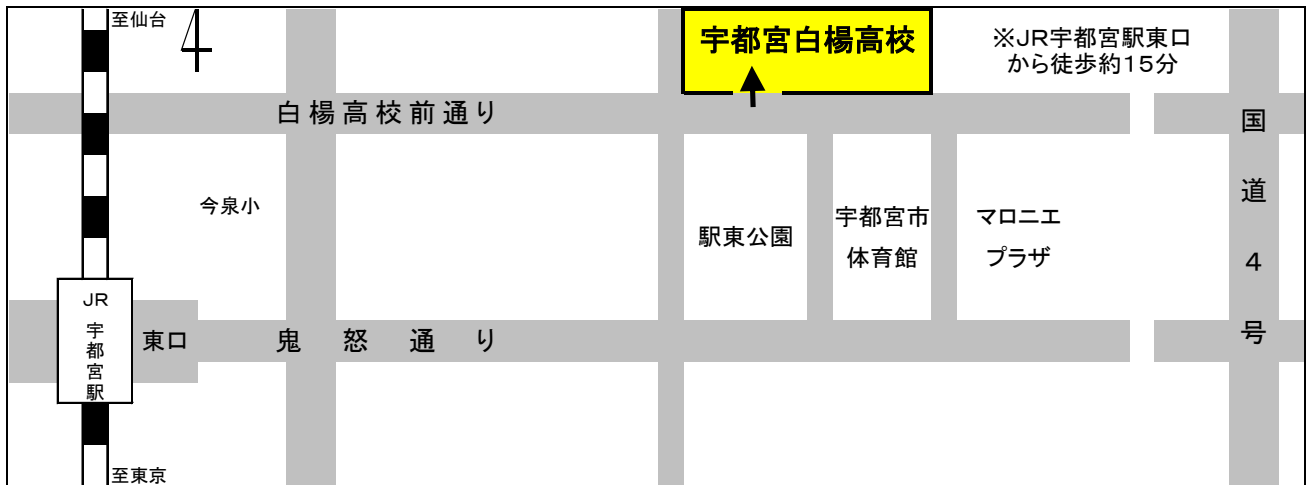 至仙台
宇都宮白楊高校
※JR宇都宮駅東口
から徒歩約15分
白楊高校前通り
国道4号
今泉小
駅東公園
宇都宮市
体育館
マロニエ
プラザ
JR
宇都宮駅
東口
鬼怒通り
至東京